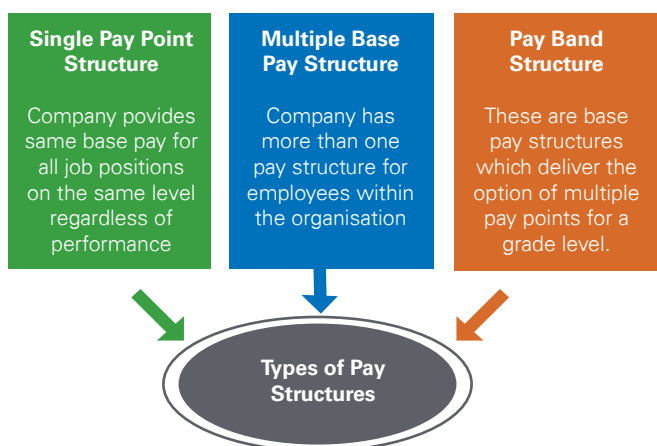 Single Pay Point
Structure
Company povides
same base pay for
all job positions
on the same level
regardless of
performance
Multiple Base
Pay Structure
Company has
more than one
pay structure for
employees within
the organisation
Pay Band
Structure
These are base
pay structures
which deliver the
option of multiple
pay points for a
grade level.
Types of Pay
Structures